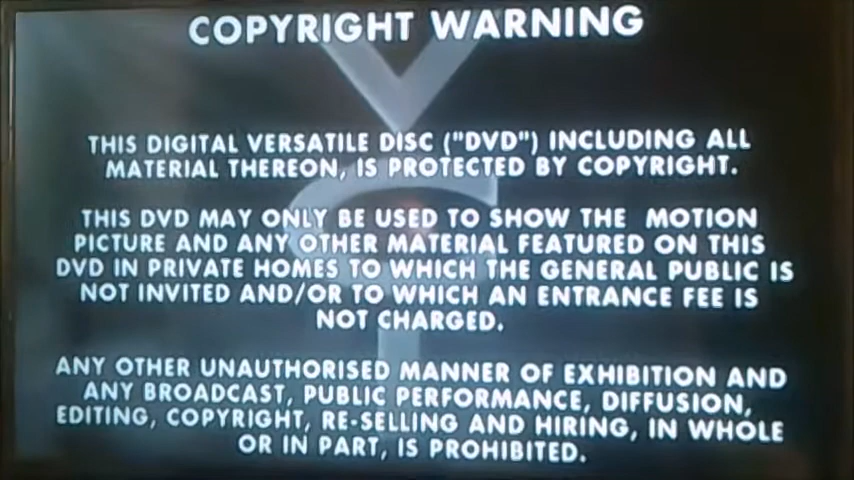 COPYRIGHT WARNING
THIS DIGITAL VERSATILE DISC ("DVD") INCLUDING ALL
MATERIAL THEREON, IS PROTECTED BY COPYRIGHT.
THIS DVD MAY ONLY BE USED TO SHOW THE MOTION
PICTURE AND ANY OTHER MATERIAL FEATURED ON THIS
DVD IN PRIVATE HOMES TO WHICH THE GENERAL PUBLIC IS
NOT INVITED AND/OR TO WHICH AN ENTRANCE FEE IS
NOT CHARGED.
ANY OTHER UNAUTHORISED MANNER OF EXHIBITION AND
ANY BROADCAST, PUBLIC PERFORMANCE, DIFFUSION,
EDITING, COPYRIGHT, RE-SELLING AND HIRING, IN WHOLE
OR IN PART, IS PROHIBITED.